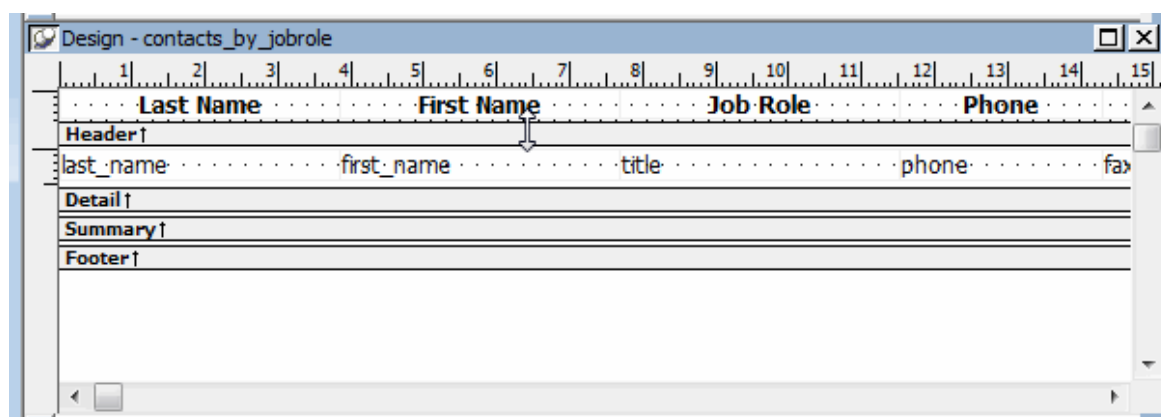 Design - contacts_by_jobrole
1 2 3 4 5 6 7 8 9 10 11 12 13 14 15
Last Name First Name Job Role Phone
Header↑
last_name first_name title phone fax
Detail↑
Summary↑
Footer↑